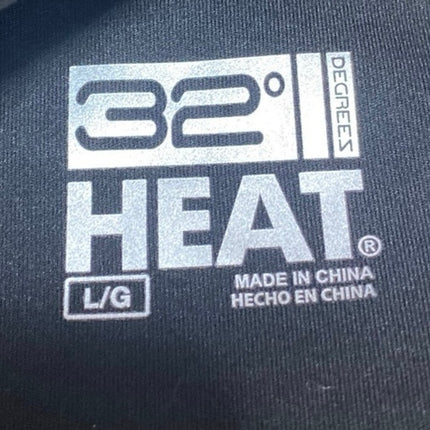 32° DEGREES
HEAT®
L/G
MADE IN CHINA
HECHO EN CHINA